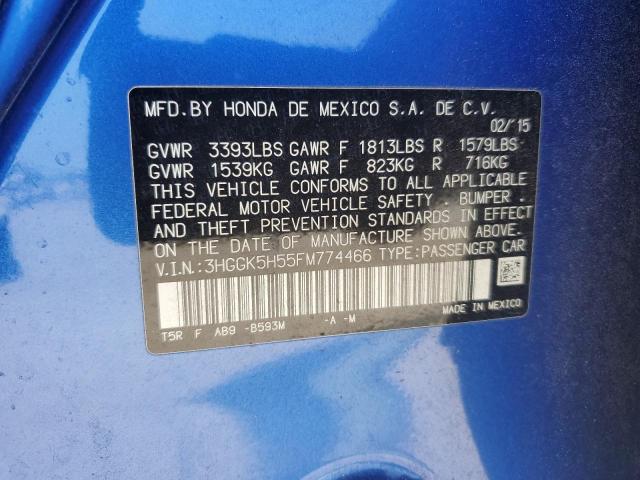 MFD.BY HONDA DE MEXICO S.A. DE C.V.
02/'15
GVWR 3393LBS GAWR F 1813LBS R 1579LBS
GVWR 1539KG GAWR F 823KG R 716KG
THIS VEHICLE CONFORMS TO ALL APPLICABLE
FEDERAL MOTOR VEHICLE SAFETY . BUMPER .
AND THEFT PREVENTION STANDARDS IN EFFECT
ON THE DATE OF MANUFACTURE SHOWN ABOVE.
V.I.N.:3HGGK5H55FM774466 TYPE:PASSENGER CAR
MADE IN MEXICO
T5R F AB9 -B593M -A -M